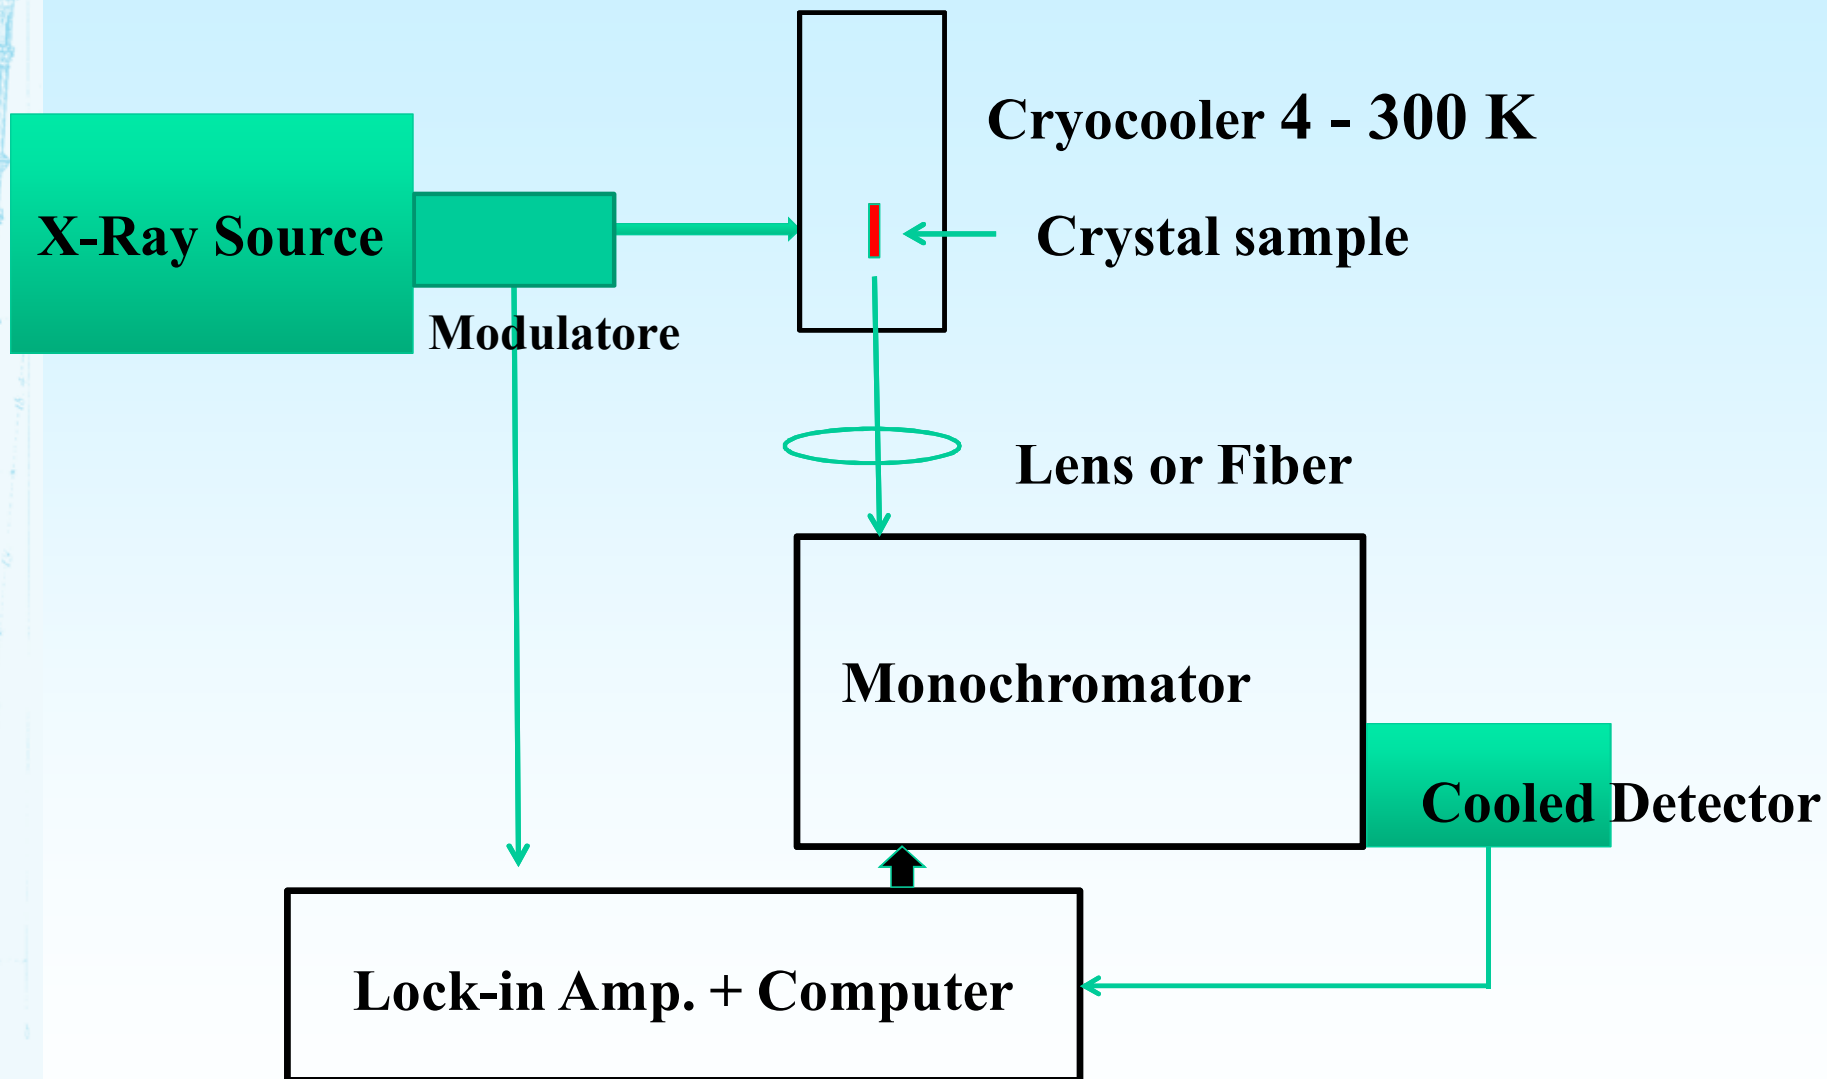 Cryocooler 4 - 300 K
X-Ray Source
Crystal sample
Modulatore
Lens or Fiber
Monochromator
Cooled Detector
Lock-in Amp. + Computer